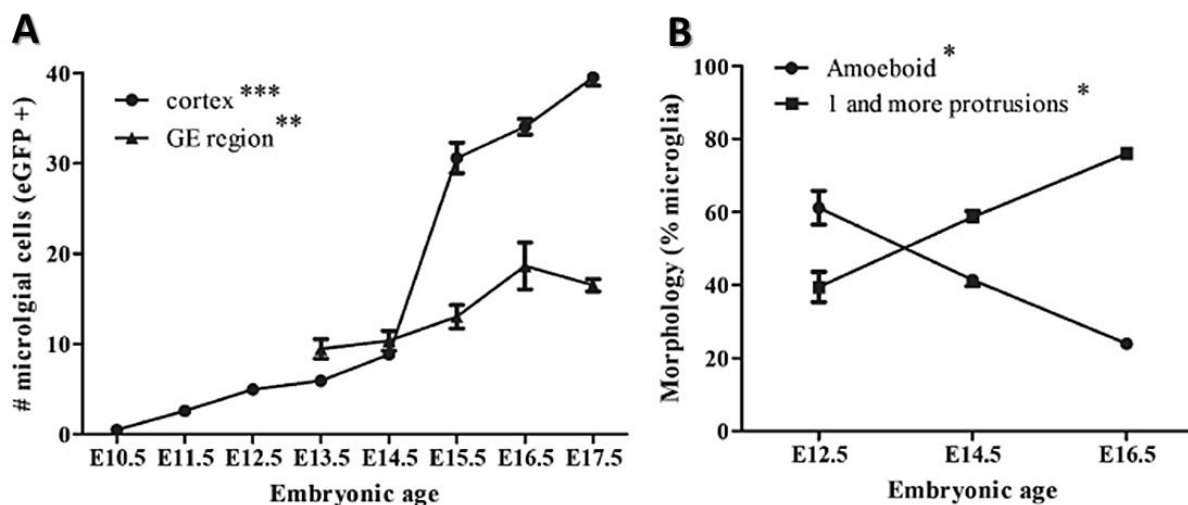 A
# microlgial cells (eGFP +)
40
30
20
10
0
cortex ***
GE region **
E10.5 E11.5 E12.5 E13.5 E14.5 E15.5 E16.5 E17.5
Embryonic age
B
Morphology (% microglia)
100
80
60
40
20
0
Amoeboid *
1 and more protrusions *
E12.5 E14.5 E16.5
Embryonic age